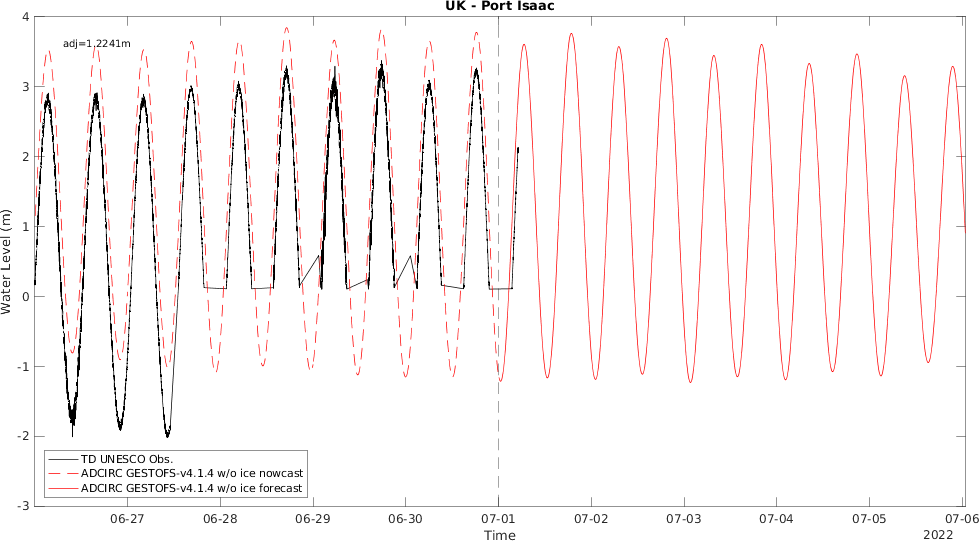 UK - Port Isaac
adj=1.2241m
Water Level (m)
4
3
2
1
0
-1
-2
-3
TD UNESCO Obs.
ADCIRC GESTOFS-v4.1.4 w/o ice nowcast
ADCIRC GESTOFS-v4.1.4 w/o ice forecast
06-27 06-28 06-29 06-30 07-01 07-02 07-03 07-04 07-05 07-06
Time
2022